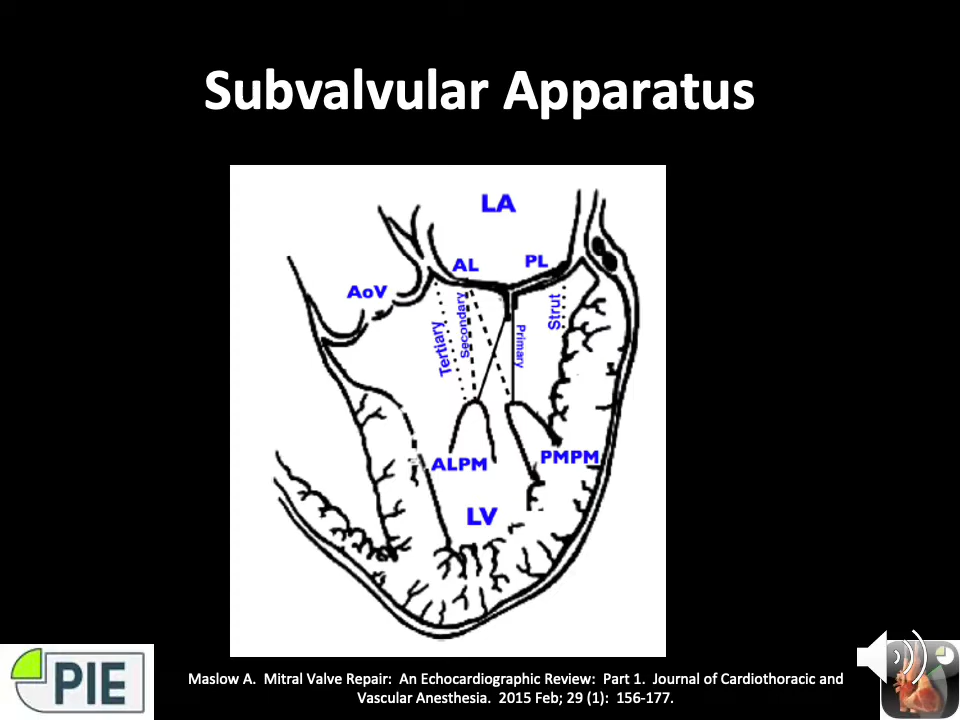 Subvalvular Apparatus
LA
AL
PL
AoV
Tertiary
Secondary
Primary
Strut
ALPM
PMPM
LV
PIE
Maslow A. Mitral Valve Repair: An Echocardiographic Review: Part 1. Journal of Cardiothoracic and
Vascular Anesthesia. 2015 Feb; 29 (1): 156-177.